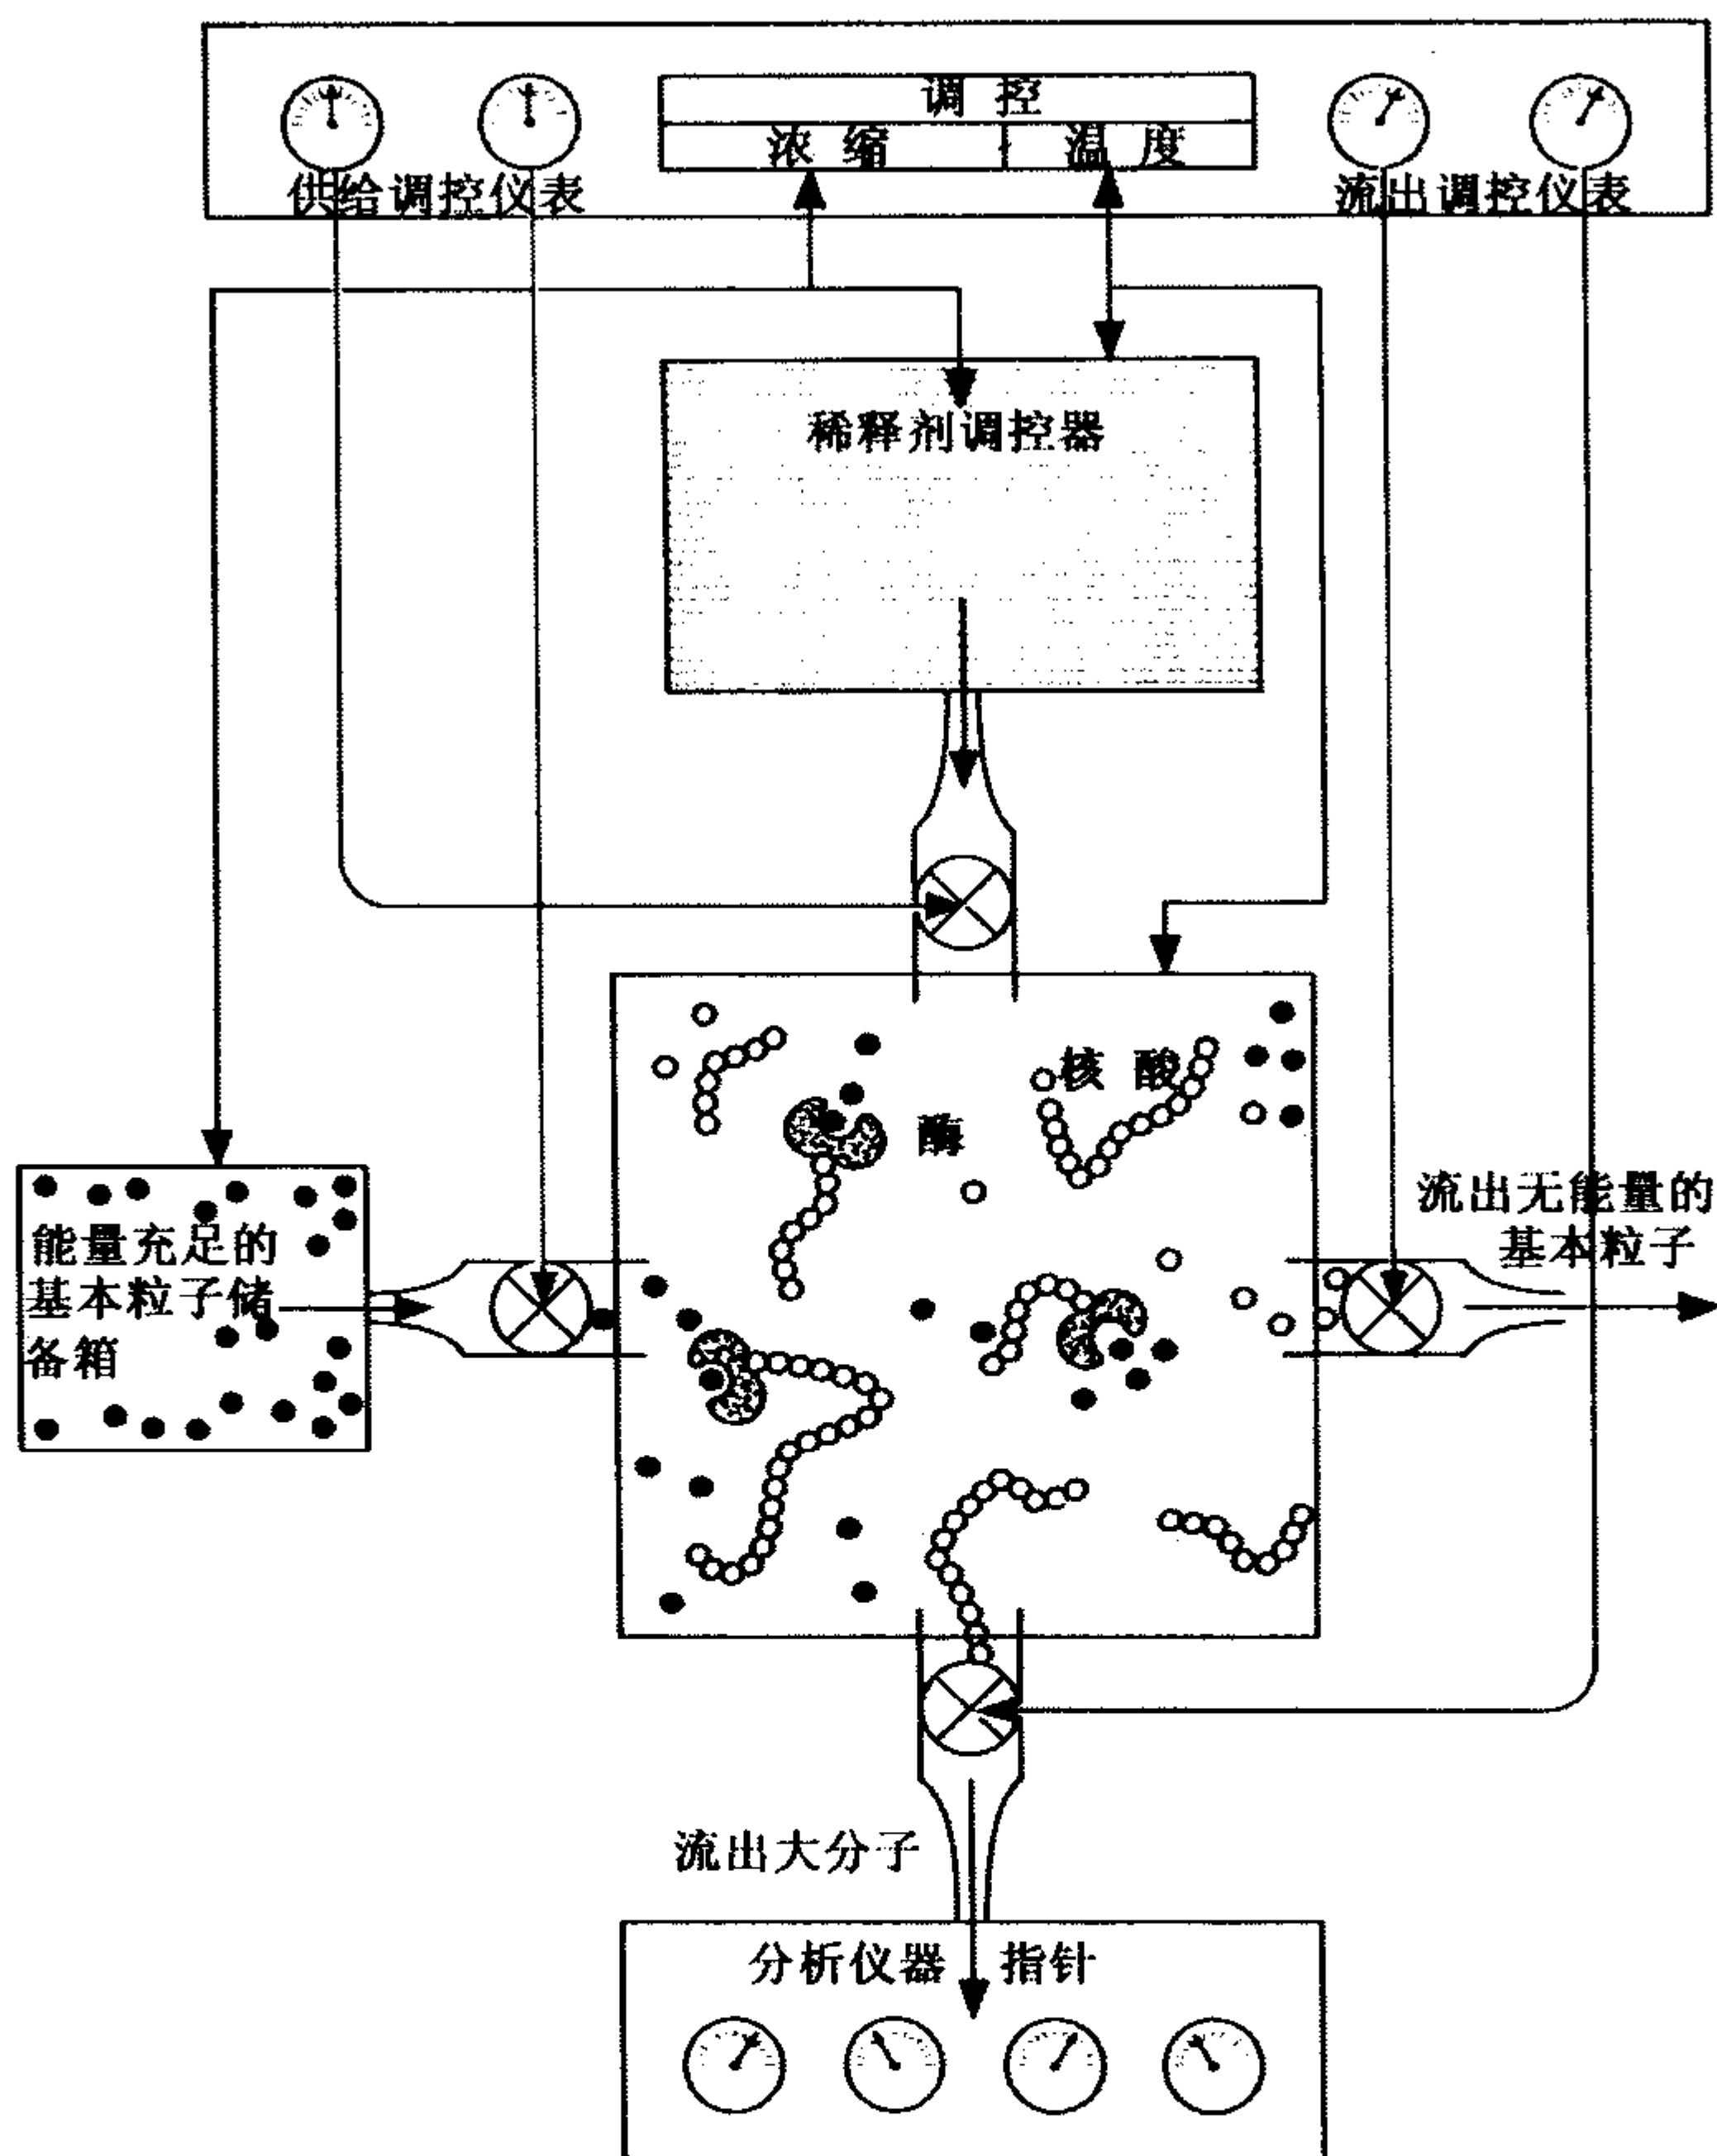 调 控
浓 缩
温 度
供给调控仪表
流出调控仪表
稀释剂调控器
核 酸
酶
流出无能量的
基本粒子
能量充足的
基本粒子储
备箱
流出大分子
分析仪器 指针